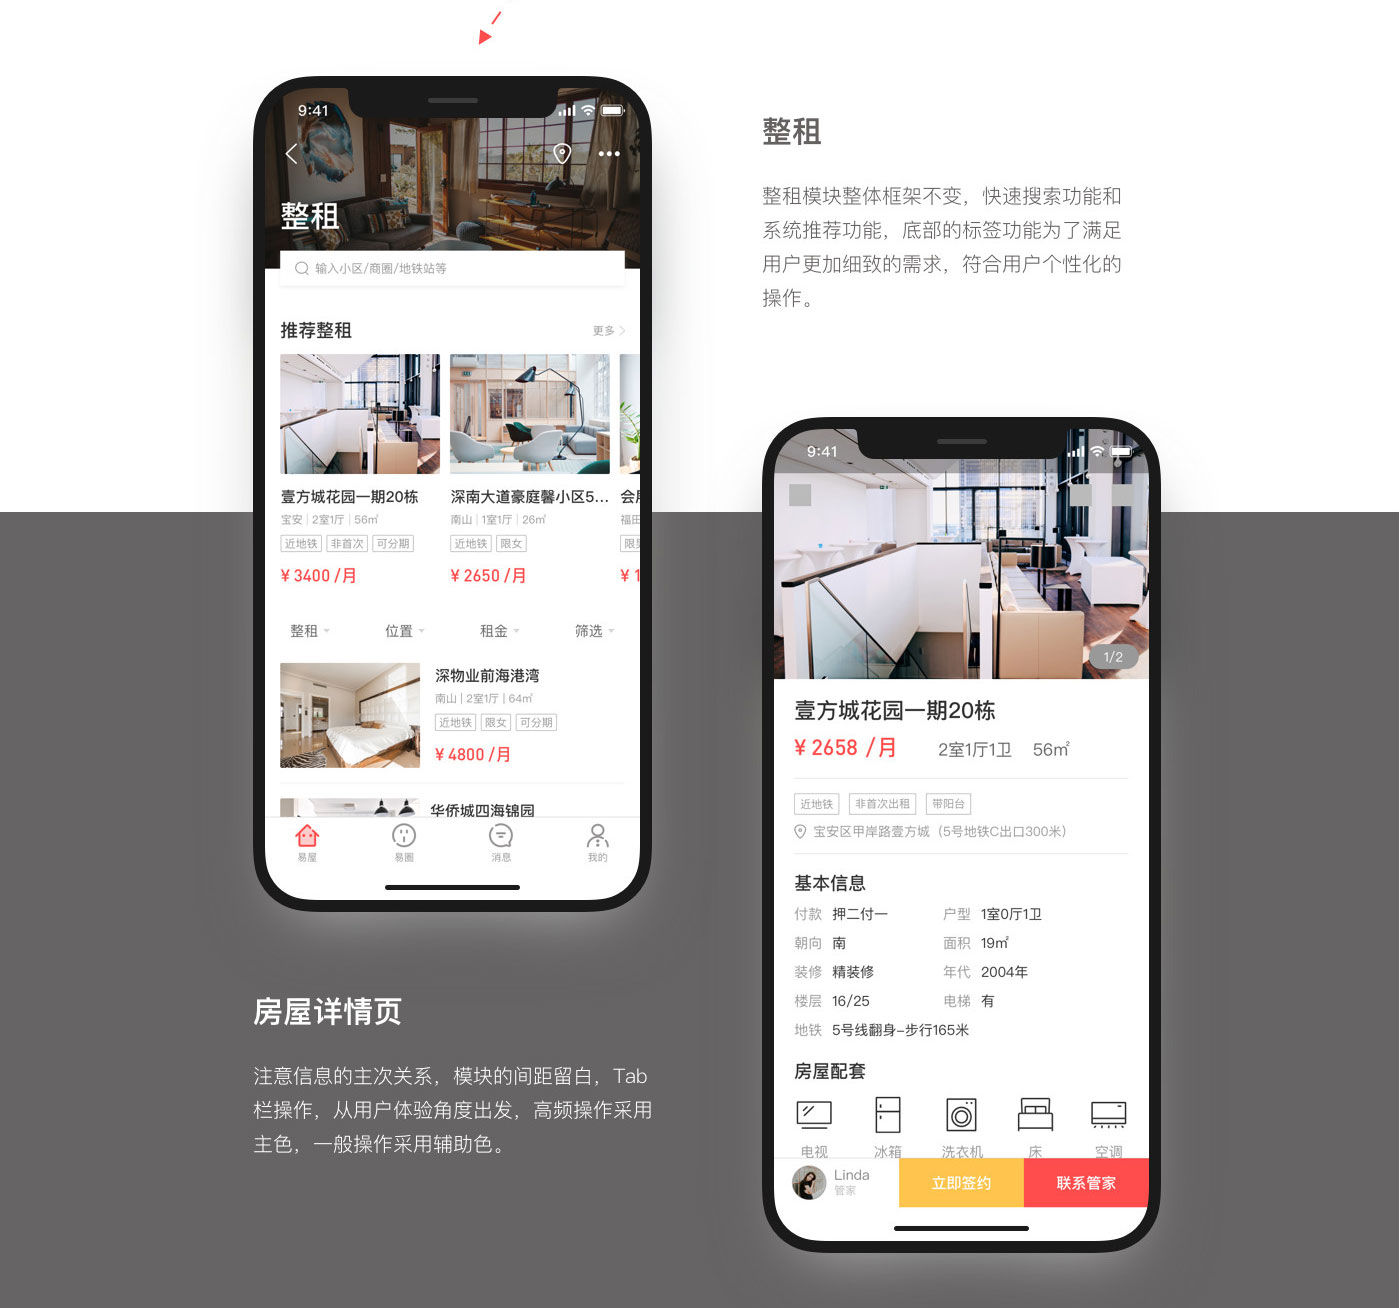 9:41
整租
输入小区/商圈/地铁站等
推荐整租
更多
壹方城花园一期20栋
宝安 | 2室1厅 | 56㎡
近地铁 非首次 可分期
¥ 3400 /月
深南大道豪庭馨小区5...
南山 | 1室1厅 | 26㎡
近地铁 限女
¥ 2650 /月
福田
¥ 1
整租 位置 租金 筛选
深物业前海港湾
南山 | 2室1厅 | 64㎡
近地铁 限女 可分期
¥ 4800 /月
华侨城四海锦园
易屋 易圈 消息 我的
整租
整租模块整体框架不变，快速搜索功能和
系统推荐功能，底部的标签功能为了满足
用户更加细致的需求，符合用户个性化的
操作。
9:41
1/2
壹方城花园一期20栋
¥ 2658 /月 2室1厅1卫 56㎡
近地铁 非首次出租 带阳台
宝安区甲岸路壹方城（5号地铁C出口300米）
基本信息
付款 押二付一 户型 1室0厅1卫
朝向 南 面积 19㎡
装修 精装修 年代 2004年
楼层 16/25 电梯 有
地铁 5号线翻身–步行165米
房屋配套
电视 冰箱 洗衣机 床 空调
Linda
管家
立即签约 联系管家
房屋详情页
注意信息的主次关系，模块的间距留白，Tab
栏操作，从用户体验角度出发，高频操作采用
主色，一般操作采用辅助色。